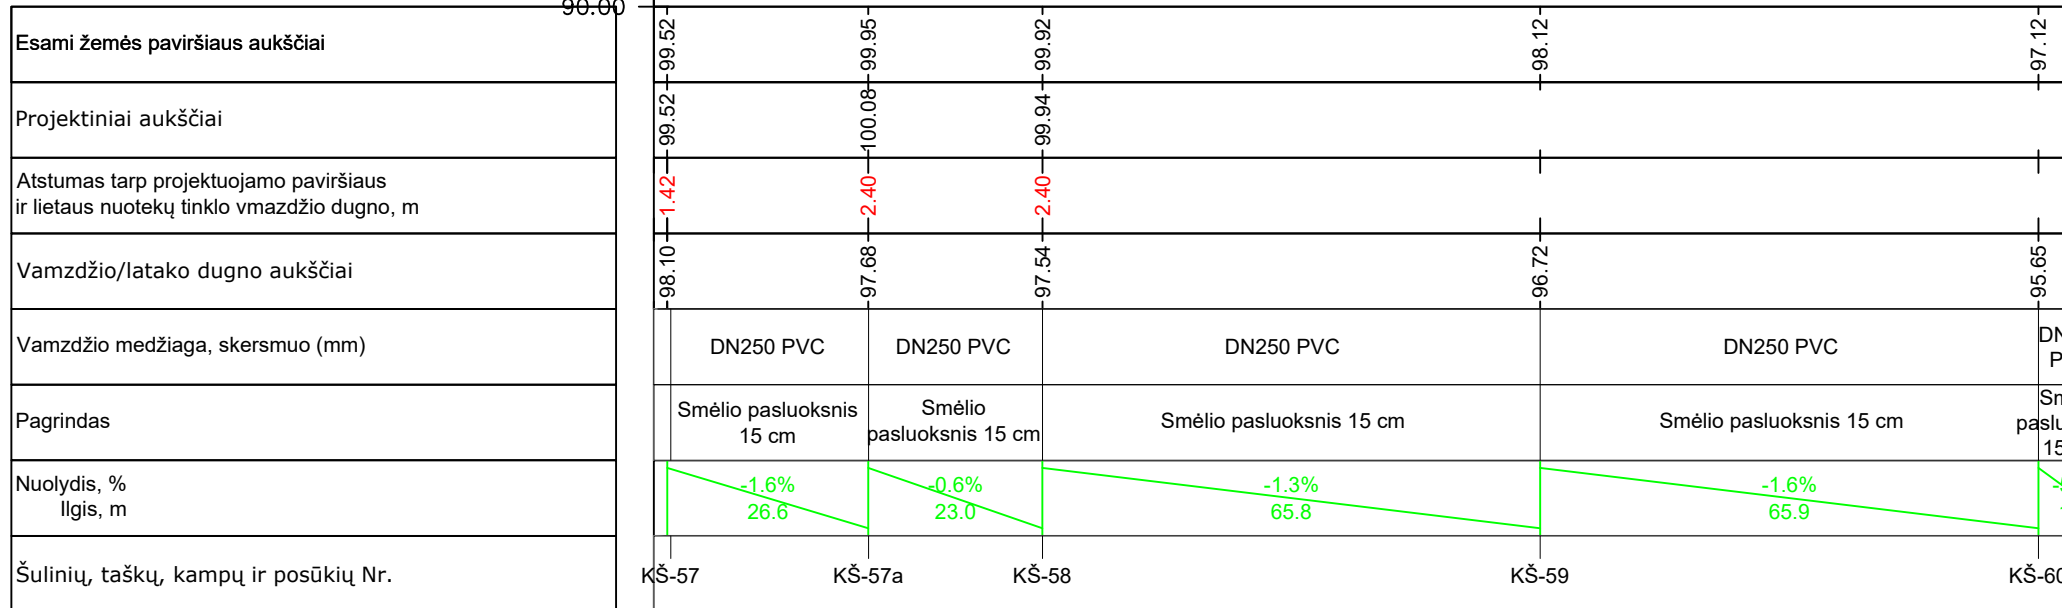 90.00
Esami žemės paviršiaus aukščiai
99.52
99.95
99.92
98.12
97.12
Projektiniai aukščiai
99.52
100.08
99.94
Atstumas tarp projektuojamo paviršiaus
ir lietaus nuotekų tinklo vmazdžio dugno, m
1.42
2.40
2.40
Vamzdžio/latako dugno aukščiai
98.10
97.68
97.54
96.72
95.65
Vamzdžio medžiaga, skersmuo (mm)
DN250 PVC
DN250 PVC
DN250 PVC
DN250 PVC
Pagrindas
Smėlio pasluoksnis
15 cm
Smėlio
pasluoksnis 15 cm
Smėlio pasluoksnis 15 cm
Smėlio pasluoksnis 15 cm
15
Nuolydis, %
Ilgis, m
-1.6%
26.6
-0.6%
23.0
-1.3%
65.8
-1.6%
65.9
Šulinių, taškų, kampų ir posūkių Nr.
KŠ-57
KŠ-57a
KŠ-58
KŠ-59
KŠ-60